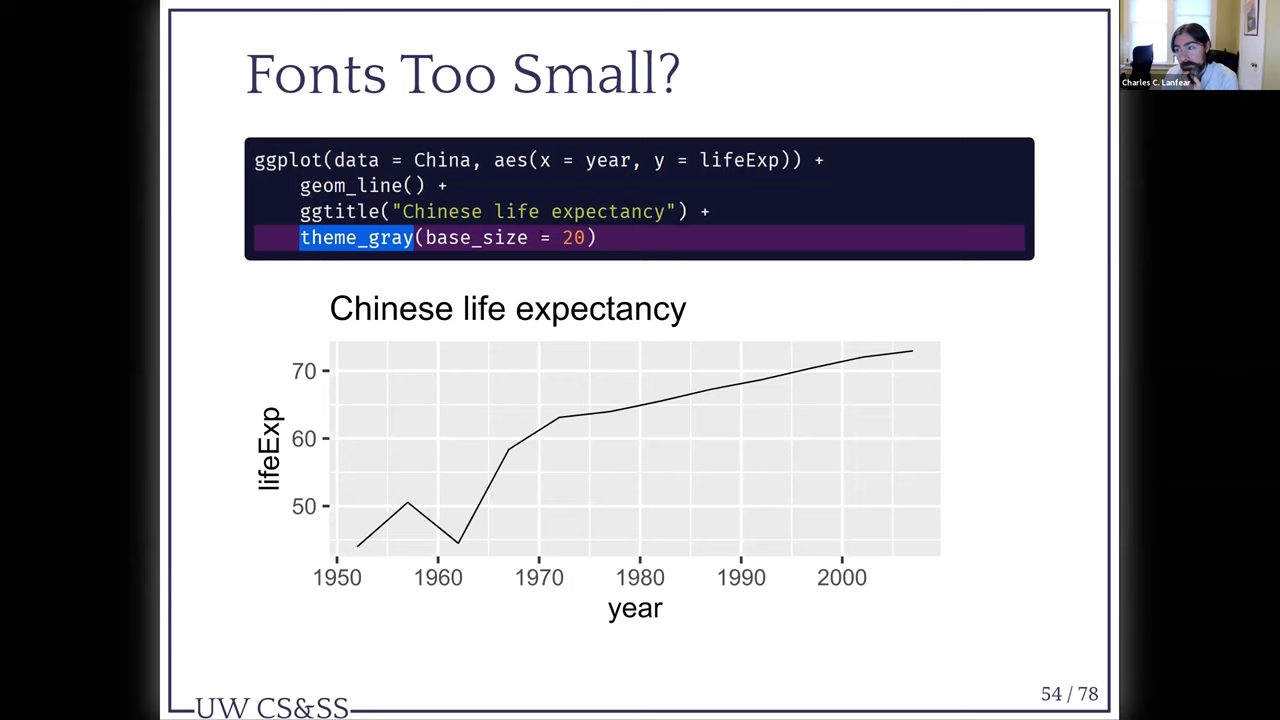 Fonts Too Small?
Charles C. Lanfear
ggplot(data = China, aes(x = year, y = lifeExp)) +
geom_line() +
ggtitle("Chinese life expectancy") +
theme_gray(base_size = 20)
Chinese life expectancy
70
60
50
lifeExp
1950 1960 1970 1980 1990 2000
year
UW CS&SS
54 / 78